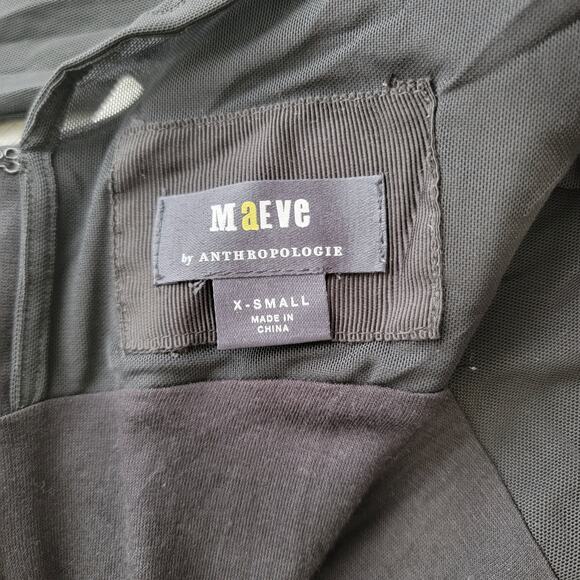 MaEVe
by ANTHROPOLOGIE
X-SMALL
MADE IN
CHINA